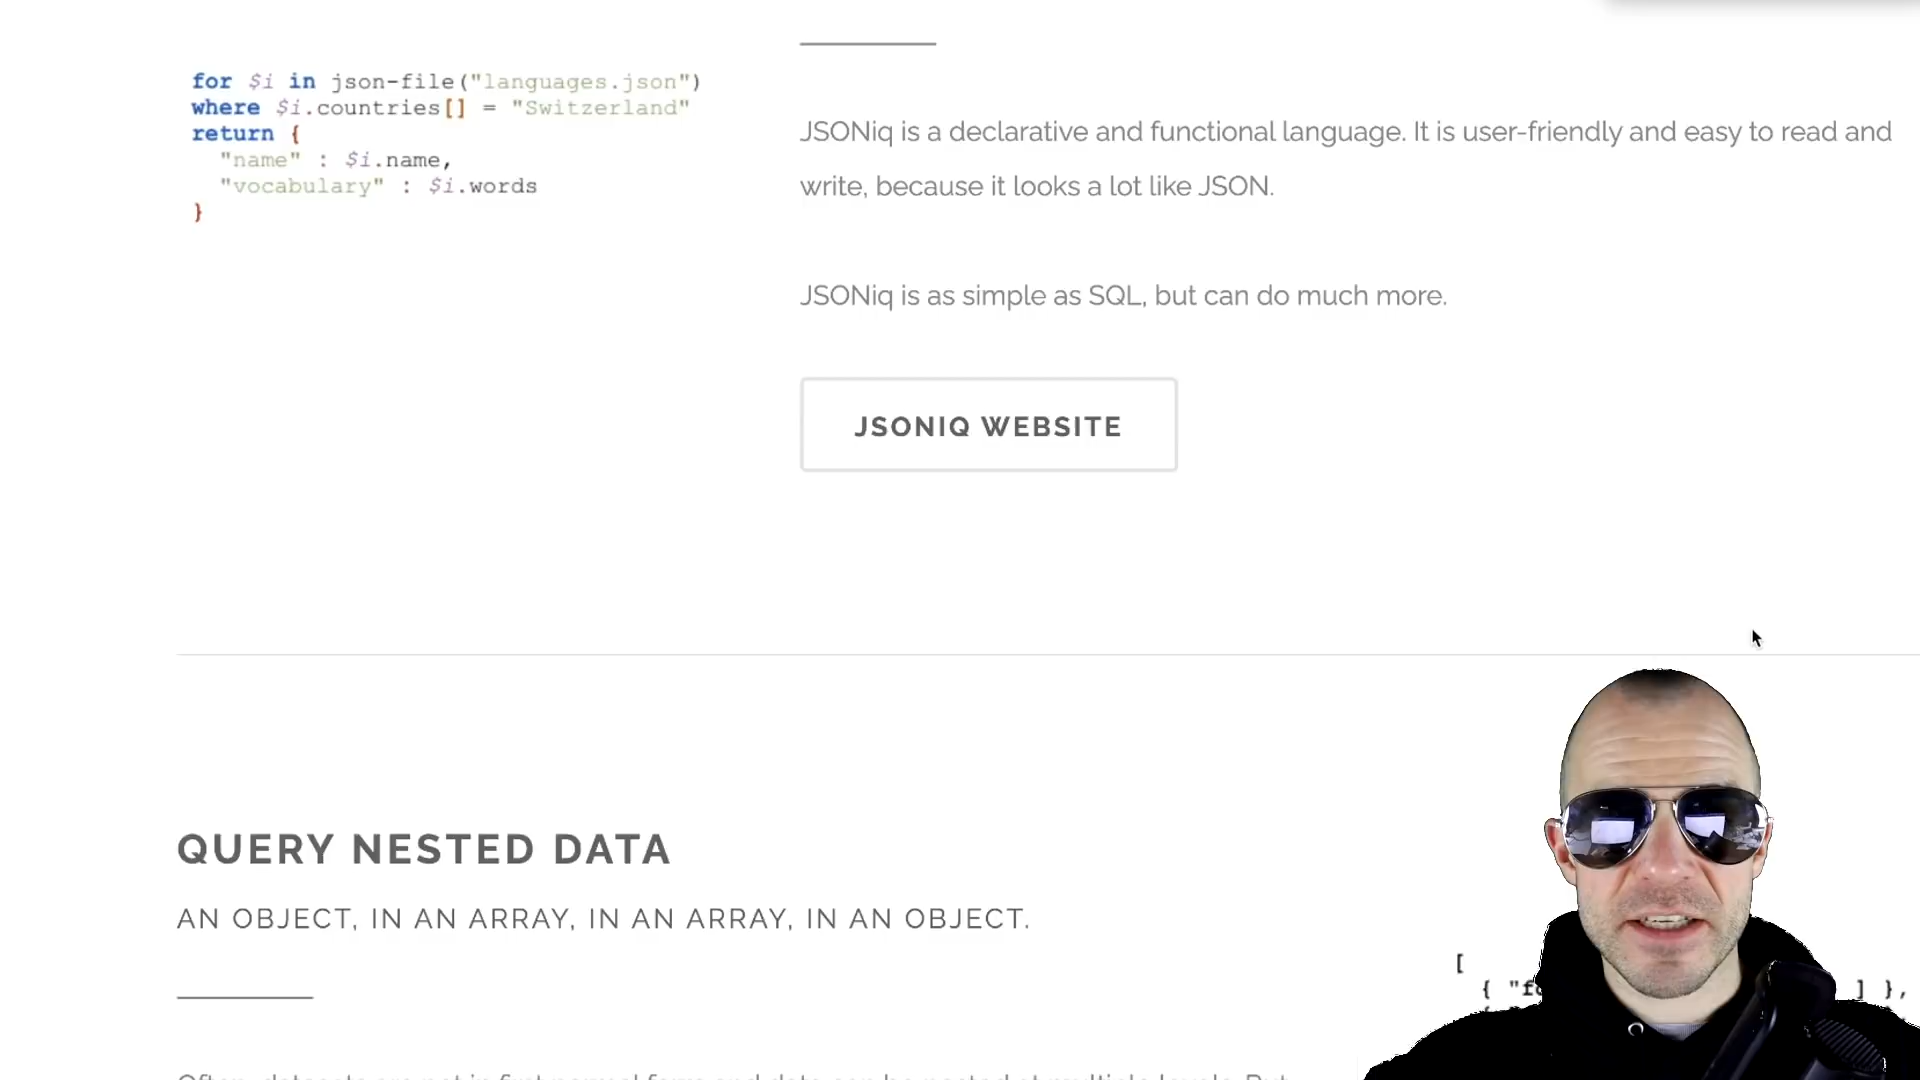 for $i in json-file("languages.json")
where $i.countries[] = "Switzerland"
return {
"name" : $i.name,
"vocabulary" : $i.words
}
JSONiq is a declarative and functional language. It is user-friendly and easy to read and
write, because it looks a lot like JSON.
JSONiq is as simple as SQL, but can do much more.
JSONIQ WEBSITE
QUERY NESTED DATA
AN OBJECT, IN AN ARRAY, IN AN ARRAY, IN AN OBJECT.
[
{ "fo ] },